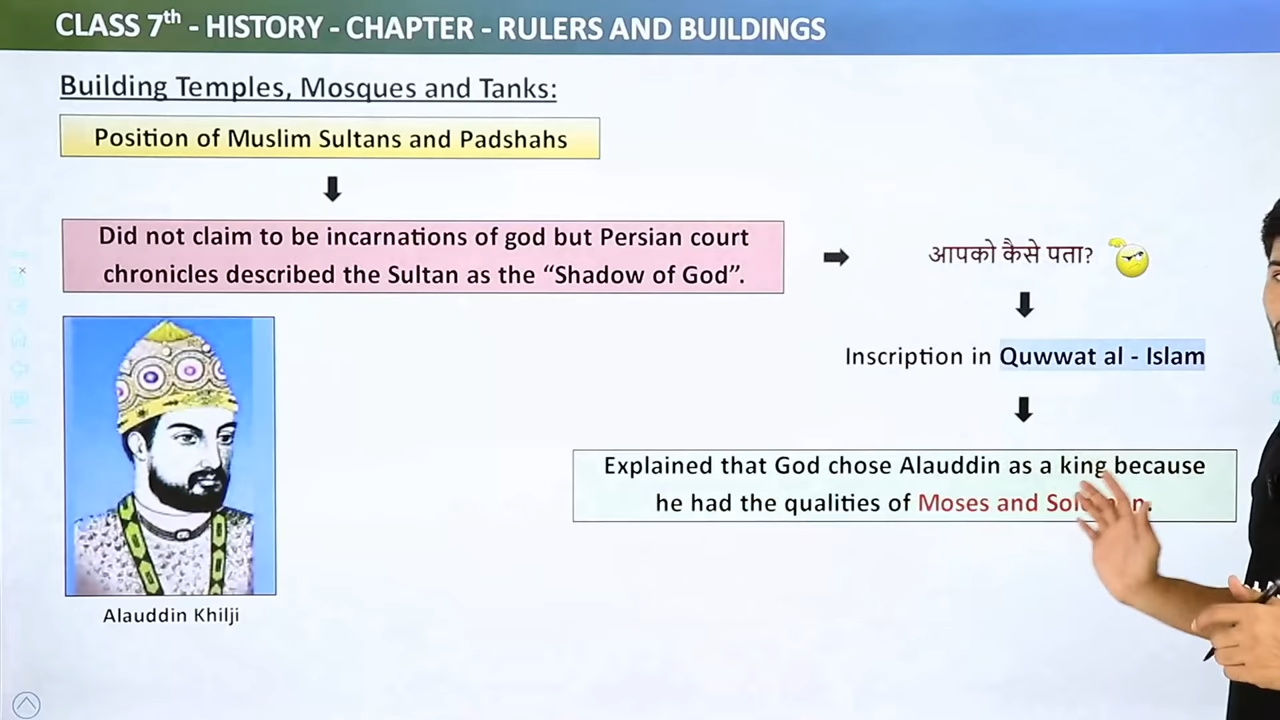 CLASS 7th - HISTORY - CHAPTER - RULERS AND BUILDINGS
Building Temples, Mosques and Tanks:
Position of Muslim Sultans and Padshahs
Did not claim to be incarnations of god but Persian court
chronicles described the Sultan as the “Shadow of God”.
आपको कैसे पता?
Inscription in Quwwat al - Islam
Explained that God chose Alauddin as a king because
he had the qualities of Moses and
Alauddin Khilji